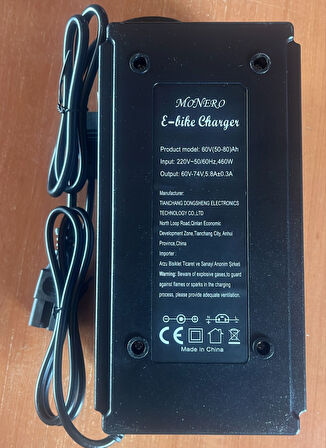 MONERO
E-bike Charger
Product model: 60V(50-80)Ah
Input: 220V~50/60Hz,460W
Output: 60V-74V,5.8A±0.3A
Manufacturer:
TIANCHANG DONGSHENG ELECTRONICS
TECHNOLOGY CO.,LTD
North Loop Road,Qinlan Economic
Development Zone,Tianchang City, Anhui
Province,China
Importer :
Arzu Bisiklet Ticaret ve Sanayi Anonim Şirketi
Warning: Beware of explosive gases,to guard
against flames or sparks in the charging
process, please provide adequate ventilation.
CE
Made in China